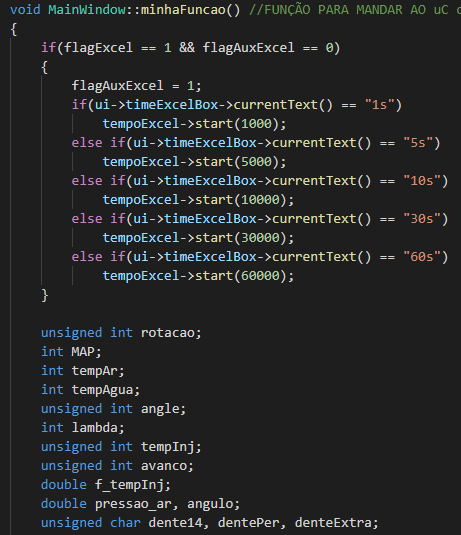 void MainWindow::minhaFuncao() //FUNÇÃO PARA MANDAR AO uC
{
if(flagExcel == 1 && flagAuxExcel == 0)
{
flagAuxExcel = 1;
if(ui->timeExcelBox->currentText() == "1s")
tempoExcel->start(1000);
else if(ui->timeExcelBox->currentText() == "5s")
tempoExcel->start(5000);
else if(ui->timeExcelBox->currentText() == "10s")
tempoExcel->start(10000);
else if(ui->timeExcelBox->currentText() == "30s")
tempoExcel->start(30000);
else if(ui->timeExcelBox->currentText() == "60s")
tempoExcel->start(60000);
}
unsigned int rotacao;
int MAP;
int tempAr;
int tempAgua;
unsigned int angle;
int lambda;
unsigned int tempInj;
unsigned int avanco;
double f_tempInj;
double pressao_ar, angulo;
unsigned char dente14, dentePer, denteExtra;